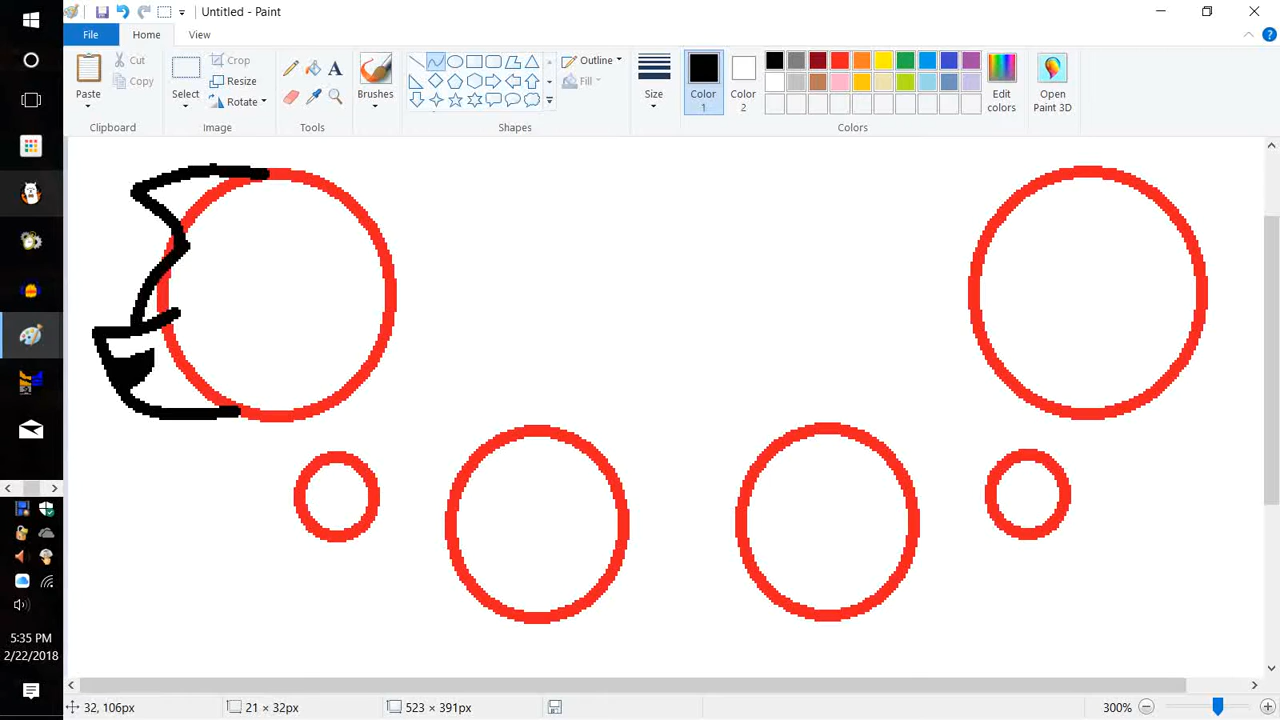 Untitled - Paint
File
Home
View
Paste
Cut
Copy
Clipboard
Select
Crop
Resize
Rotate
Image
Tools
Brushes
Shapes
Outline
Fill
Size
Color
1
Color
2
Edit
colors
Open
Paint 3D
Colors
5:35 PM
2/22/2018
32, 106px
21 × 32px
523 × 391px
300%